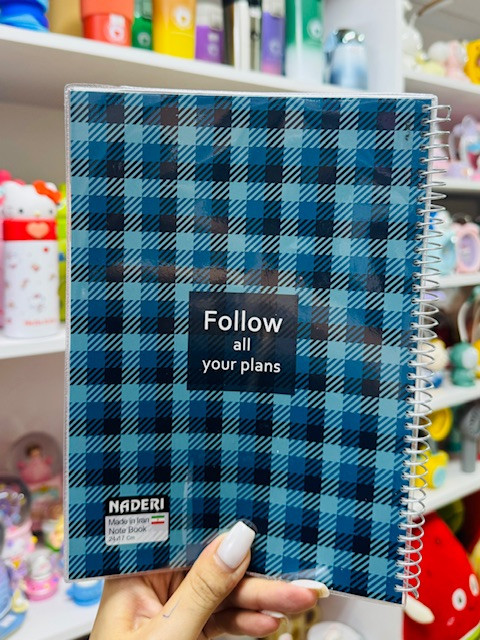 Follow
all
your plans
NADERI
Made in Iran
Note Book